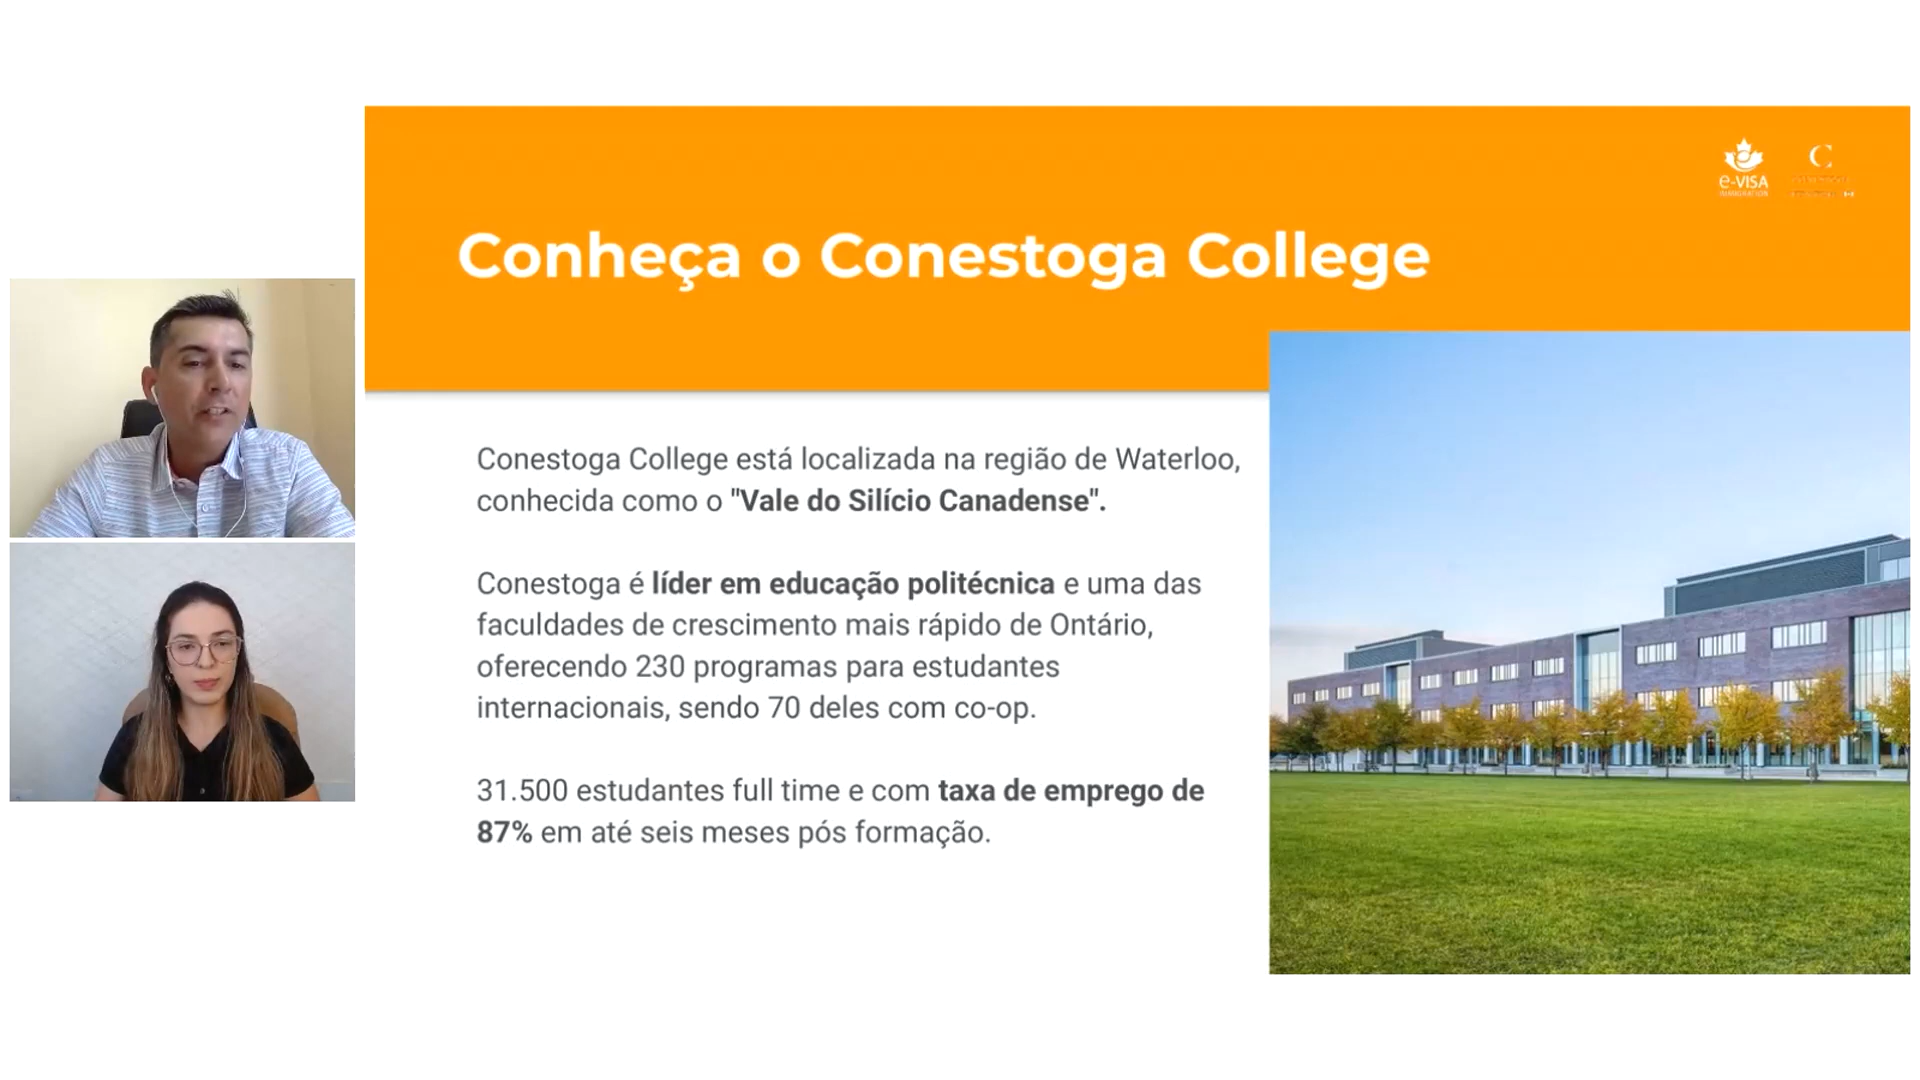 e-VISA
IMMIGRATION
C
Conheça o Conestoga College
Conestoga College está localizada na região de Waterloo,
conhecida como o "Vale do Silício Canadense".
Conestoga é líder em educação politécnica e uma das
faculdades de crescimento mais rápido de Ontário,
oferecendo 230 programas para estudantes
internacionais, sendo 70 deles com co-op.
31.500 estudantes full time e com taxa de emprego de
87% em até seis meses pós formação.